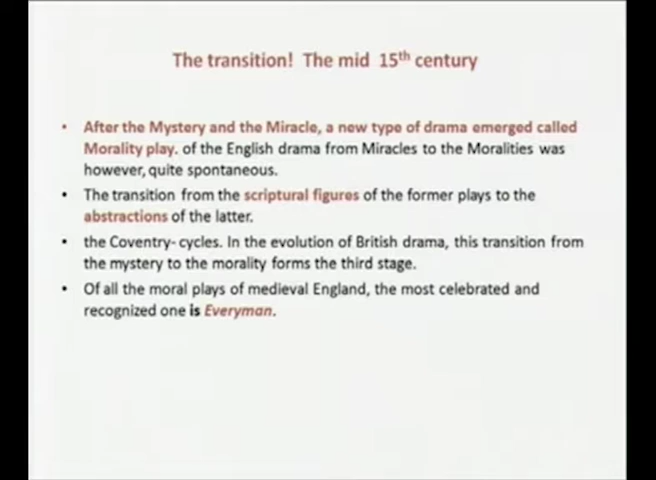 The transition! The mid 15th century
• After the Mystery and the Miracle, a new type of drama emerged called
Morality play. of the English drama from Miracles to the Moralities was
however, quite spontaneous.
• The transition from the scriptural figures of the former plays to the
abstractions of the latter.
• the Coventry- cycles. In the evolution of British drama, this transition from
the mystery to the morality forms the third stage.
• Of all the moral plays of medieval England, the most celebrated and
recognized one is Everyman.